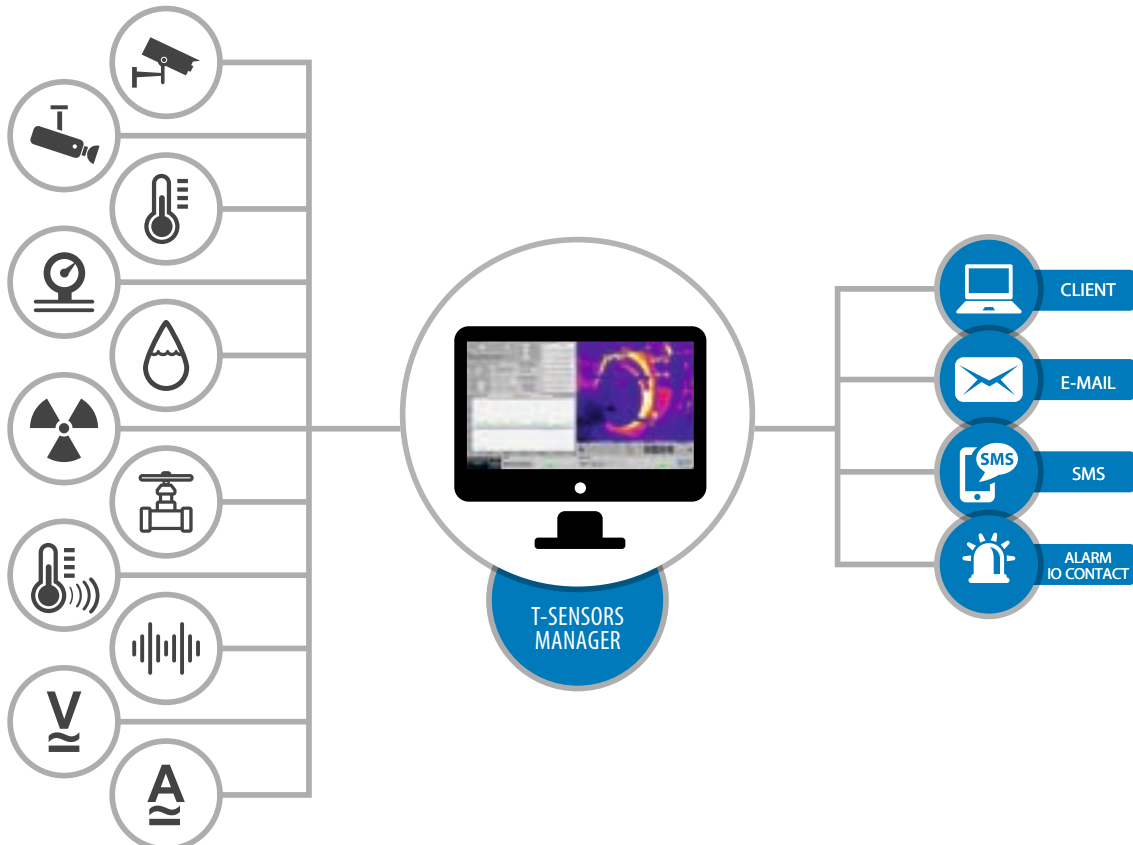 V
A
T-SENSORS
MANAGER
CLIENT
E-MAIL
SMS
SMS
ALARM
IO CONTACT